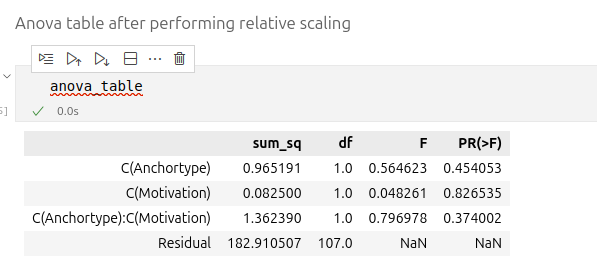 Anova table after performing relative scaling
anova_table
0.0s
sum_sq df F PR(>F)
C(Anchortype) 0.965191 1.0 0.564623 0.454053
C(Motivation) 0.082500 1.0 0.048261 0.826535
C(Anchortype):C(Motivation) 1.362390 1.0 0.796978 0.374002
Residual 182.910507 107.0 NaN NaN